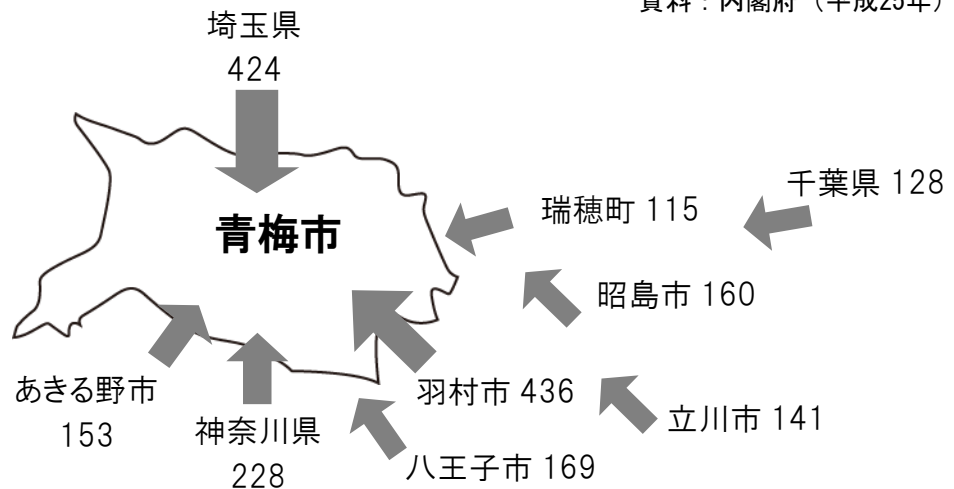 資料：内閣府（平成25年）
埼玉県
424
千葉県 128
瑞穂町 115
青梅市
昭島市 160
あきる野市
153
神奈川県
228
羽村市 436
立川市 141
八王子市 169